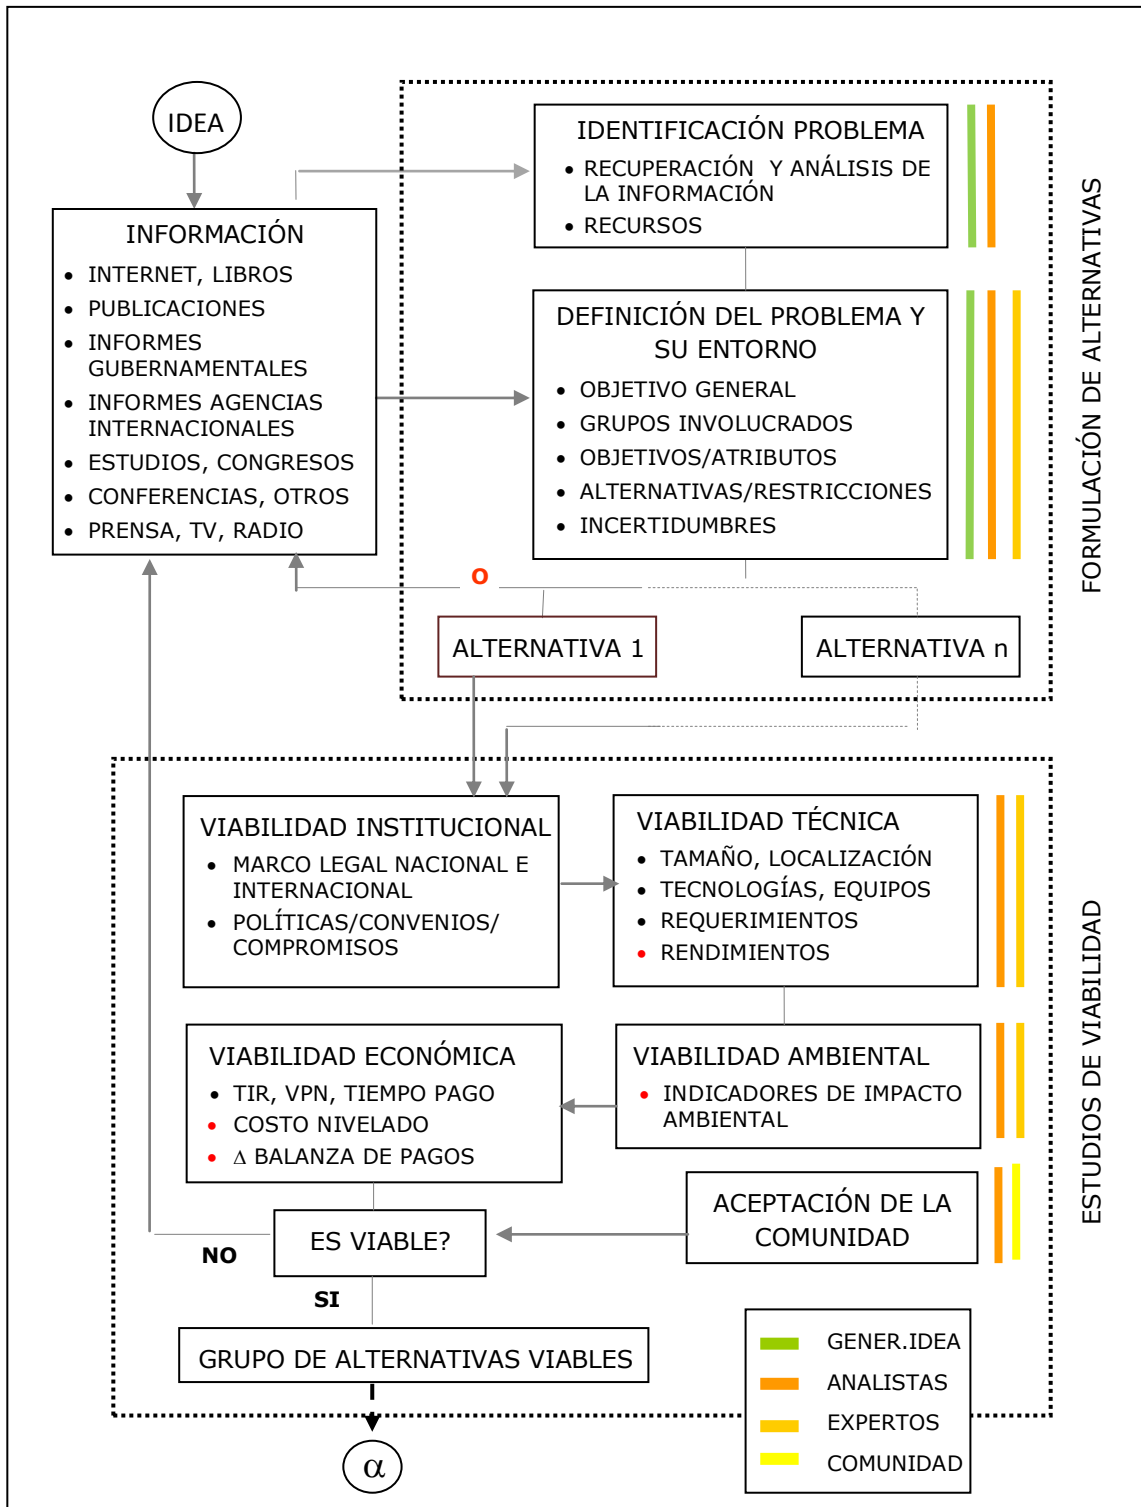 IDEA
INFORMACIÓN
• INTERNET, LIBROS
• PUBLICACIONES
• INFORMES
GUBERNAMENTALES
• INFORMES AGENCIAS
INTERNACIONALES
• ESTUDIOS, CONGRESOS
• CONFERENCIAS, OTROS
• PRENSA, TV, RADIO
IDENTIFICACIÓN PROBLEMA
• RECUPERACIÓN Y ANÁLISIS DE
LA INFORMACIÓN
• RECURSOS
DEFINICIÓN DEL PROBLEMA Y
SU ENTORNO
• OBJETIVO GENERAL
• GRUPOS INVOLUCRADOS
• OBJETIVOS/ATRIBUTOS
• ALTERNATIVAS/RESTRICCIONES
• INCERTIDUMBRES
O
ALTERNATIVA 1
ALTERNATIVA n
FORMULACIÓN DE ALTERNATIVAS
VIABILIDAD INSTITUCIONAL
• MARCO LEGAL NACIONAL E
INTERNACIONAL
• POLÍTICAS/CONVENIOS/
COMPROMISOS
VIABILIDAD TÉCNICA
• TAMAÑO, LOCALIZACIÓN
• TECNOLOGÍAS, EQUIPOS
• REQUERIMIENTOS
• RENDIMIENTOS
VIABILIDAD ECONÓMICA
• TIR, VPN, TIEMPO PAGO
• COSTO NIVELADO
• Δ BALANZA DE PAGOS
VIABILIDAD AMBIENTAL
• INDICADORES DE IMPACTO
AMBIENTAL
ACEPTACIÓN DE LA
COMUNIDAD
ES VIABLE?
NO
SI
GRUPO DE ALTERNATIVAS VIABLES
α
ESTUDIOS DE VIABILIDAD
GENER.IDEA
ANALISTAS
EXPERTOS
COMUNIDAD